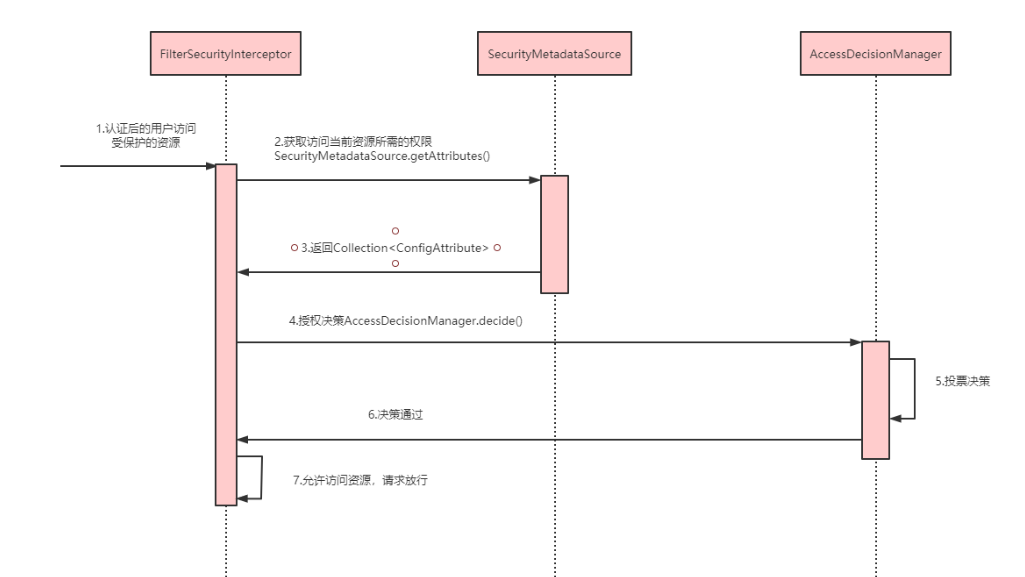 FilterSecurityInterceptor
SecurityMetadataSource
AccessDecisionManager
1.认证后的用户访问
受保护的资源
2.获取访问当前资源所需的权限
SecurityMetadataSource.getAttributes()
3.返回Collection<ConfigAttribute>
4.授权决策AccessDecisionManager.decide()
5.投票决策
6.决策通过
7.允许访问资源，请求放行